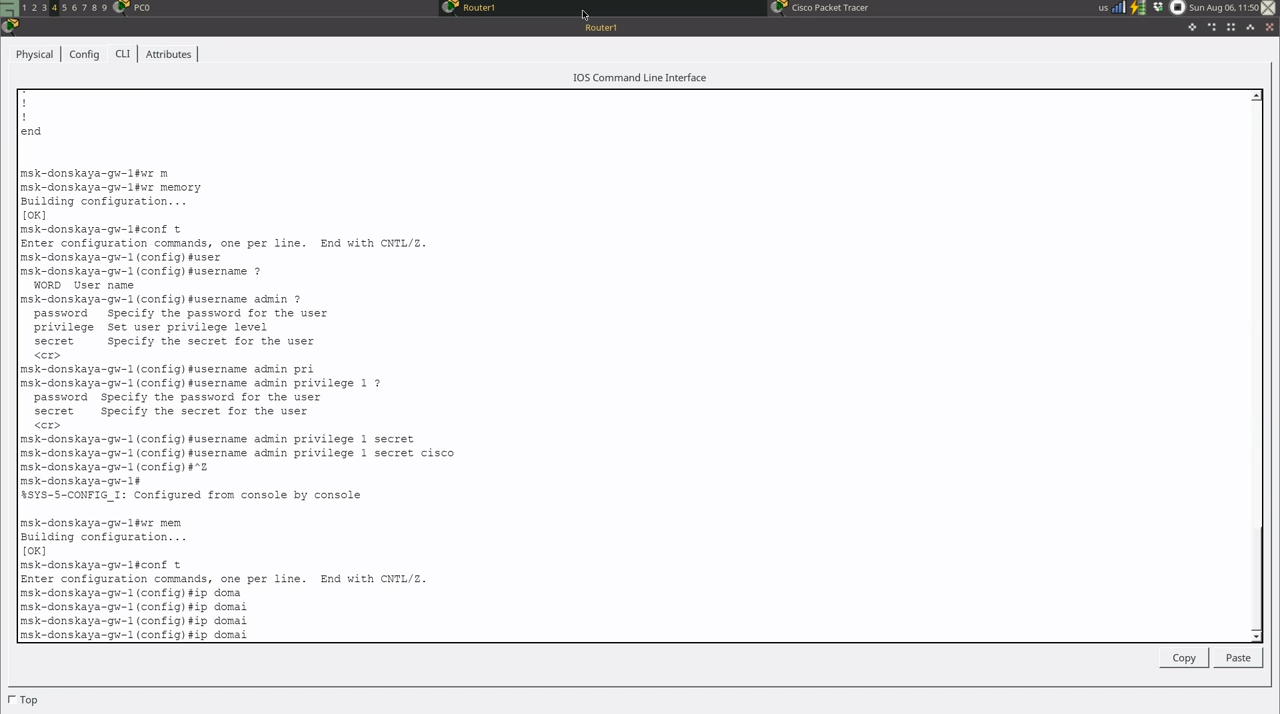 1 2 3 4 5 6 7 8 9 PC0 Router1 Cisco Packet Tracer us Sun Aug 06, 11:50
Router1
Physical Config CLI Attributes
IOS Command Line Interface
!
!
end
msk-donskaya-gw-1#wr m
msk-donskaya-gw-1#wr memory
Building configuration...
[OK]
msk-donskaya-gw-1#conf t
Enter configuration commands, one per line.  End with CNTL/Z.
msk-donskaya-gw-1(config)#user
msk-donskaya-gw-1(config)#username ?
  WORD  User name
msk-donskaya-gw-1(config)#username admin ?
  password   Specify the password for the user
  privilege  Set user privilege level
  secret     Specify the secret for the user
  <cr>
msk-donskaya-gw-1(config)#username admin pri
msk-donskaya-gw-1(config)#username admin privilege 1 ?
  password  Specify the password for the user
  secret    Specify the secret for the user
  <cr>
msk-donskaya-gw-1(config)#username admin privilege 1 secret
msk-donskaya-gw-1(config)#username admin privilege 1 secret cisco
msk-donskaya-gw-1(config)#^Z
msk-donskaya-gw-1#
%SYS-5-CONFIG_I: Configured from console by console
msk-donskaya-gw-1#wr mem
Building configuration...
[OK]
msk-donskaya-gw-1#conf t
Enter configuration commands, one per line.  End with CNTL/Z.
msk-donskaya-gw-1(config)#ip doma
msk-donskaya-gw-1(config)#ip domai
msk-donskaya-gw-1(config)#ip domai
msk-donskaya-gw-1(config)#ip domai
Copy Paste
Top